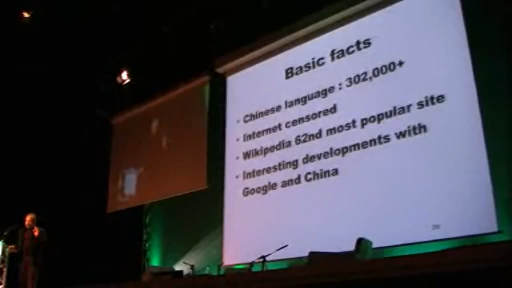 Basic facts
• Chinese language : 302,000+
• Internet censored
• Wikipedia 62nd most popular site
• Interesting developments with
Google and China